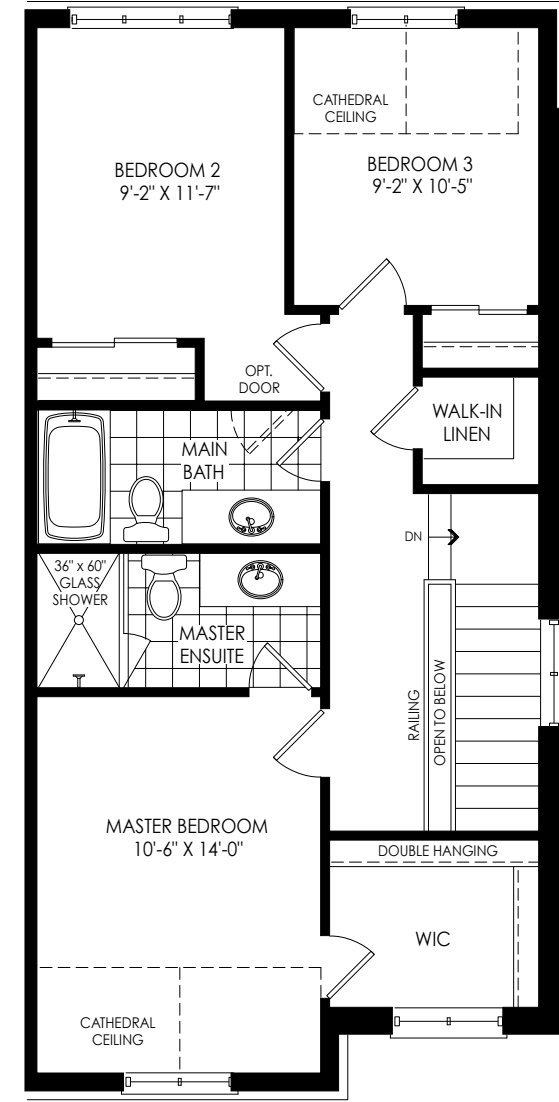 CATHEDRAL
CEILING
BEDROOM 2
9'-2" X 11'-7"
BEDROOM 3
9'-2" X 10'-5"
OPT.
DOOR
WALK-IN
LINEN
MAIN
BATH
DN
36" x 60"
GLASS
SHOWER
MASTER
ENSUITE
RAILING
OPEN TO BELOW
MASTER BEDROOM
10'-6" X 14'-0"
DOUBLE HANGING
WIC
CATHEDRAL
CEILING